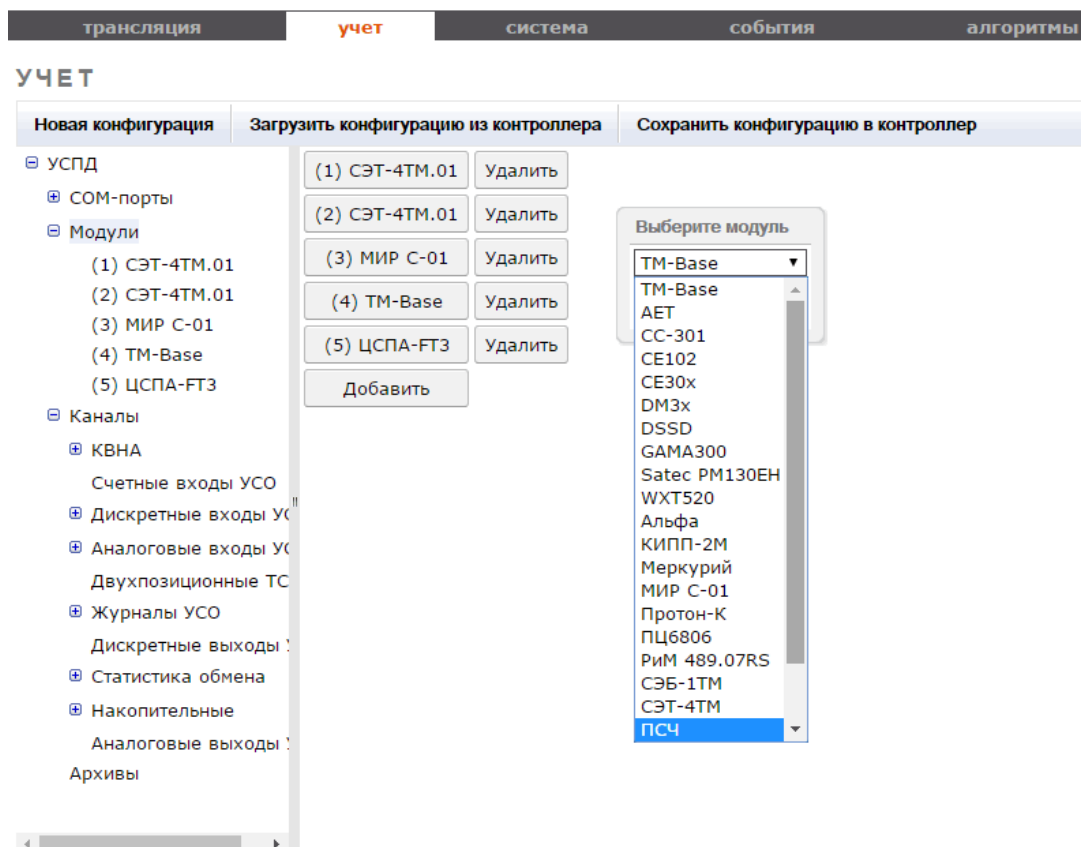 трансляция учет система события алгоритмы
УЧЕТ
Новая конфигурация Загрузить конфигурацию из контроллера Сохранить конфигурацию в контроллер
УСПД
COM-порты
Модули
(1) СЭТ-4ТМ.01
(2) СЭТ-4ТМ.01
(3) МИР С-01
(4) TM-Base
(5) ЦСПА-FT3
Каналы
КВНА
Счетные входы УСО
Дискретные входы УС
Аналоговые входы УС
Двухпозиционные ТС
Журналы УСО
Дискретные выходы
Статистика обмена
Накопительные
Аналоговые выходы
Архивы
(1) СЭТ-4ТМ.01 Удалить
(2) СЭТ-4ТМ.01 Удалить
(3) МИР С-01 Удалить
(4) TM-Base Удалить
(5) ЦСПА-FT3 Удалить
Добавить
Выберите модуль
TM-Base
TM-Base
AET
CC-301
CE102
CE30x
DM3x
DSSD
GAMA300
Satec PM130EH
WXT520
Альфа
КИПП-2М
Меркурий
МИР С-01
Протон-К
ПЦ6806
РиМ 489.07RS
СЭБ-1ТМ
СЭТ-4ТМ
ПСЧ